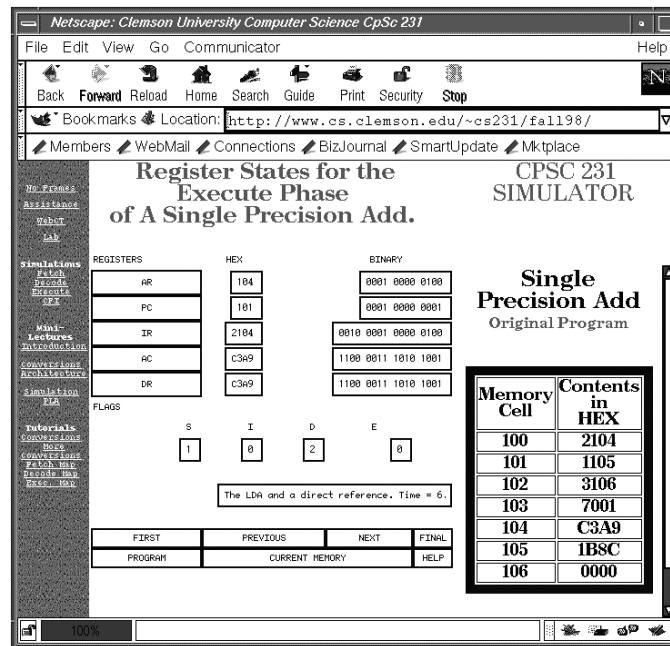 Netscape: Clemson University Computer Science CpSc 231
File Edit View Go Communicator Help
Back Forward Reload Home Search Guide Print Security Stop
N
Bookmarks Location: http://www.cs.clemson.edu/~cs231/fall98/
Members WebMail Connections BizJournal SmartUpdate Mktplace
No Frames
Assistance
WebCT
Lab
Simulations
Fetch
Decode
Execute
CPI
Mini-
Lectures
Introduction
Conversions
Architecture
Simulation
PLA
Tutorials
Conversions
More
Conversions
Fetch Map
Decode Map
Exec. Map
Register States for the
Execute Phase
of A Single Precision Add.
CPSC 231
SIMULATOR
REGISTERS HEX BINARY
AR 104 0001 0000 0100
PC 101 0001 0000 0001
IR 2104 0010 0001 0000 0100
AC C3A9 1100 0011 1010 1001
DR C3A9 1100 0011 1010 1001
FLAGS
S I D E
1 0 2 0
The LDA and a direct reference. Time = 6.
FIRST PREVIOUS NEXT FINAL
PROGRAM CURRENT MEMORY HELP
Single
Precision Add
Original Program
Memory Cell Contents in HEX
100 2104
101 1105
102 3106
103 7001
104 C3A9
105 1B8C
106 0000
100%